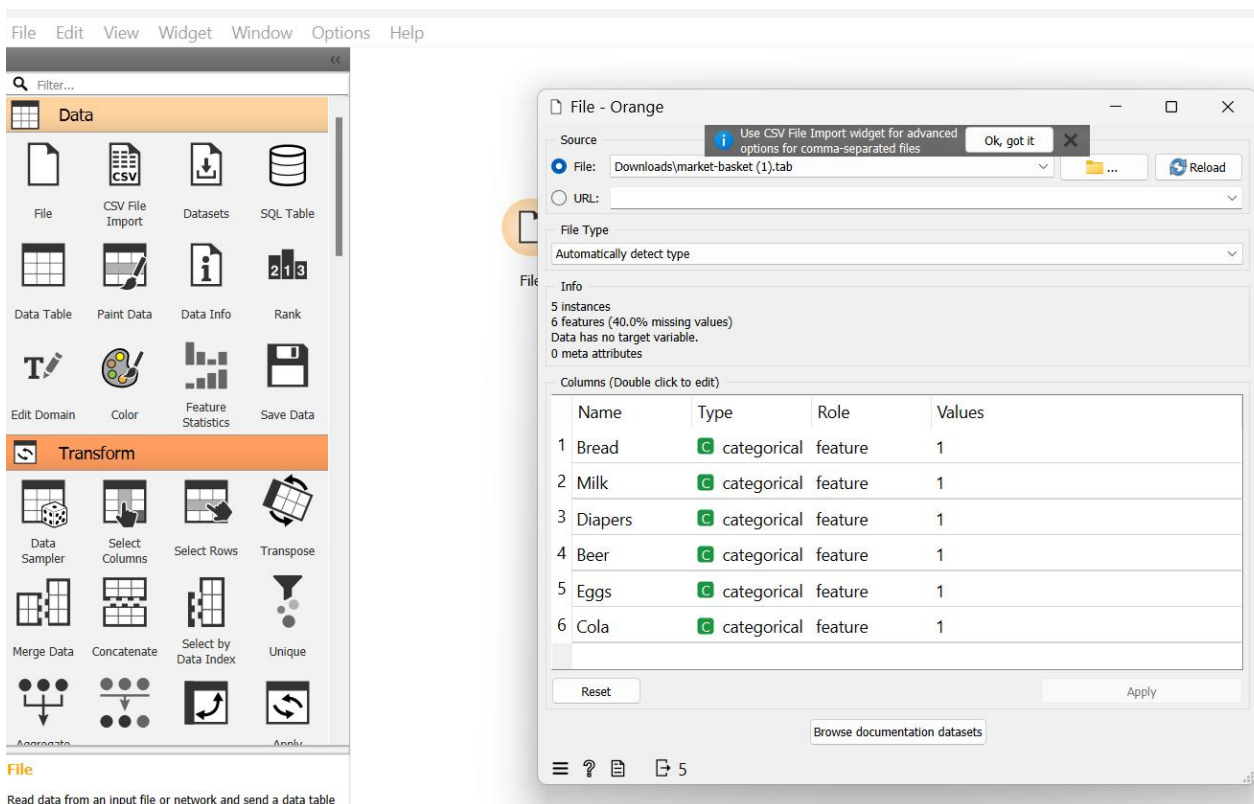 File Edit View Widget Window Options Help
Filter...
Data
File
CSV File
Import
Datasets
SQL Table
Data Table
Paint Data
Data Info
Rank
Edit Domain
Color
Feature
Statistics
Save Data
Transform
Data
Sampler
Select
Columns
Select Rows
Transpose
Merge Data
Concatenate
Select by
Data Index
Unique
File
Read data from an input file or network and send a data table
File - Orange
Source
Use CSV File Import widget for advanced
options for comma-separated files
Ok, got it
File: Downloads\market-basket (1).tab ... Reload
URL:
File Type
Automatically detect type
Info
5 instances
6 features (40.0% missing values)
Data has no target variable.
0 meta attributes
Columns (Double click to edit)
Name Type Role Values
1 Bread C categorical feature 1
2 Milk C categorical feature 1
3 Diapers C categorical feature 1
4 Beer C categorical feature 1
5 Eggs C categorical feature 1
6 Cola C categorical feature 1
Reset Apply
Browse documentation datasets
5